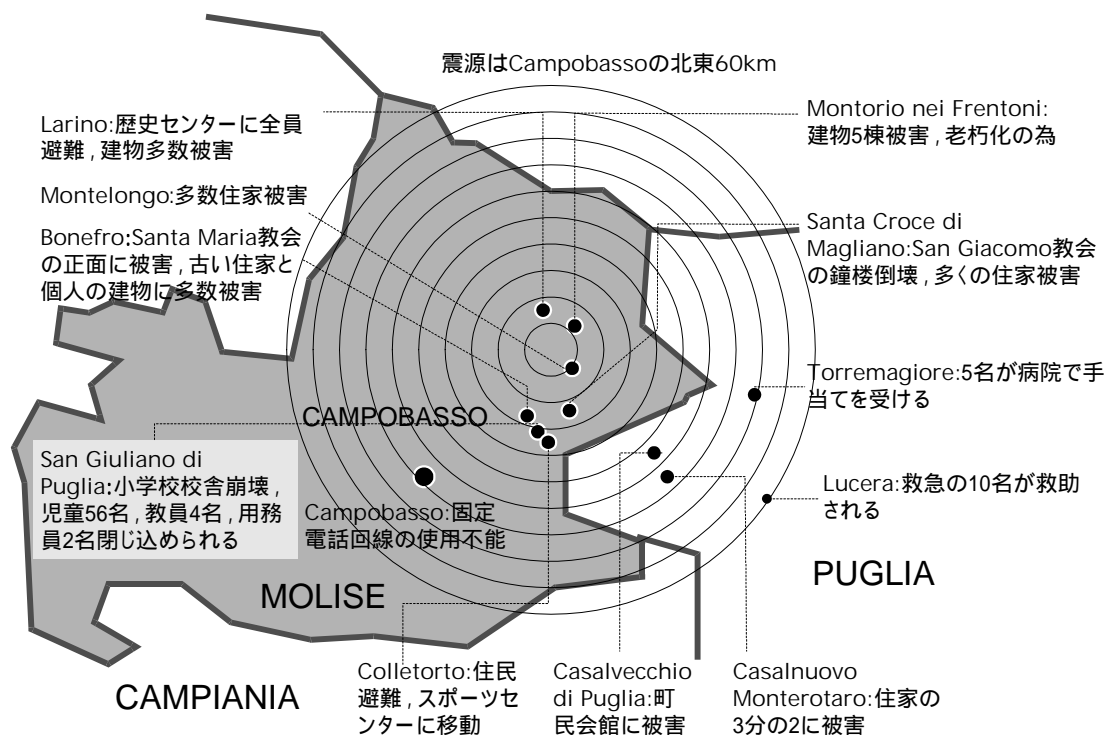 震源はCampobassoの北東60km
Larino:歴史センターに全員
避難,建物多数被害
Montelongo:多数住家被害
Bonefro:Santa Maria教会
の正面に被害,古い住家と
個人の建物に多数被害
Montorio nei Frentoni:
建物5棟被害,老朽化の為
Santa Croce di
Magliano:San Giacomo教会
の鐘楼倒壊,多くの住家被害
Torremagiore:5名が病院で手
当てを受ける
CAMPOBASSO
San Giuliano di
Puglia:小学校校舎崩壊,
児童56名,教員4名,用務
員2名閉じ込められる
Campobasso:固定
電話回線の使用不能
Lucera:救急の10名が救助
される
MOLISE
PUGLIA
CAMPIANIA
Colletorto:住民
避難,スポーツセ
ンターに移動
Casalvecchio
di Puglia:町
民会館に被害
Casalnuovo
Monterotaro:住家の
3分の2に被害